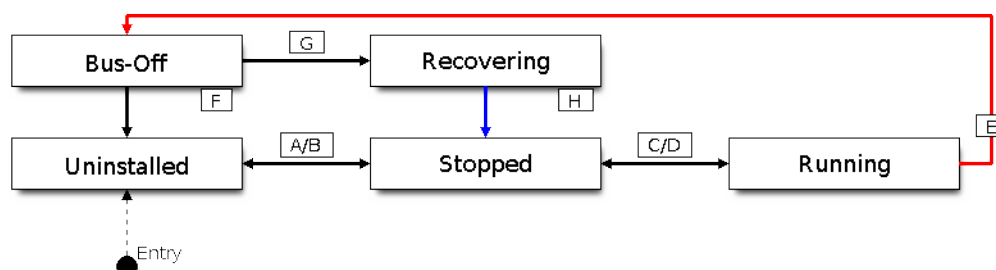 G
Bus-Off
Recovering
F
H
E
Uninstalled
A/B
Stopped
C/D
Running
Entry